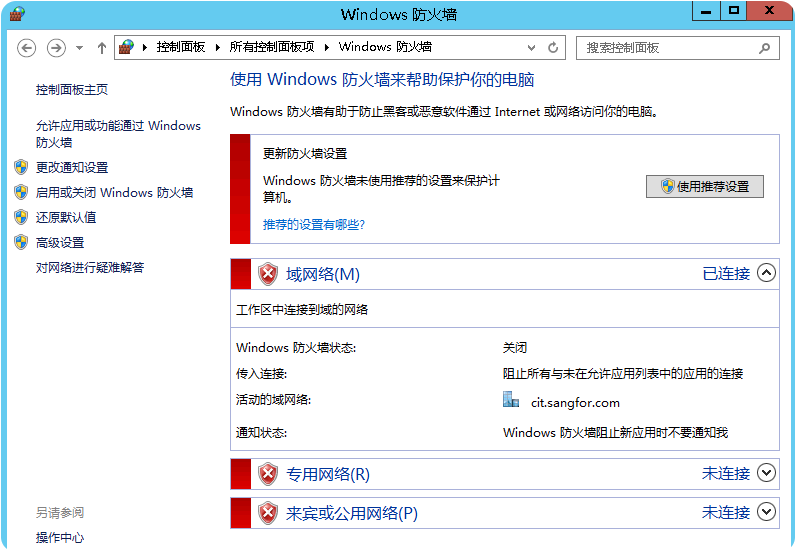 Windows 防火墙
控制面板 所有控制面板项 Windows 防火墙
搜索控制面板
控制面板主页
允许应用或功能通过 Windows
防火墙
更改通知设置
启用或关闭 Windows 防火墙
还原默认值
高级设置
对网络进行疑难解答
另请参阅
操作中心
使用 Windows 防火墙来帮助保护你的电脑
Windows 防火墙有助于防止黑客或恶意软件通过 Internet 或网络访问你的电脑。
更新防火墙设置
Windows 防火墙未使用推荐的设置来保护计
算机。
使用推荐设置
推荐的设置有哪些?
域网络(M) 已连接
工作区中连接到域的网络
Windows 防火墙状态: 关闭
传入连接: 阻止所有与未在允许应用列表中的应用的连接
活动的域网络: cit.sangfor.com
通知状态: Windows 防火墙阻止新应用时不要通知我
专用网络(R) 未连接
来宾或公用网络(P) 未连接